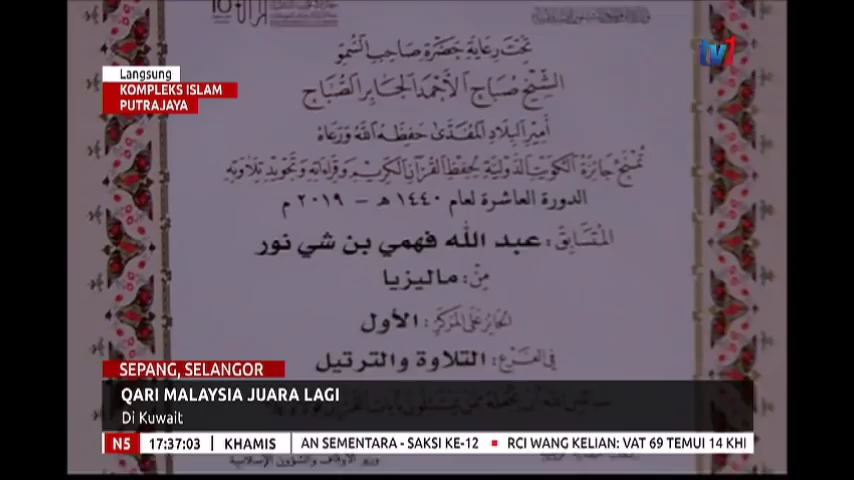 تحت رعاية حضرة صاحب السمو
الشيخ صباح الأحمد الجابر الصباح
أمير البلاد المفدى حفظه الله ورعاه
تمنح جائزة الكويت الدولية لحفظ القرآن الكريم وقراءاته وتجويد تلاوته
الدورة العاشرة لعام ١٤٤٠ هـ - ٢٠١٩ م
المتسابق: عبد الله فهمي بن شي نور
من: ماليزيا
الحائز على المركز: الأول
في الفرع: التلاوة والترتيل
وزير الأوقاف والشؤون الإسلامية
tv1
Langsung
KOMPLEKS ISLAM
PUTRAJAYA
SEPANG, SELANGOR
QARI MALAYSIA JUARA LAGI
Di Kuwait
N5 17:37:03 | KHAMIS | AN SEMENTARA - SAKSI KE-12 ▪ RCI WANG KELIAN: VAT 69 TEMUI 14 KHI